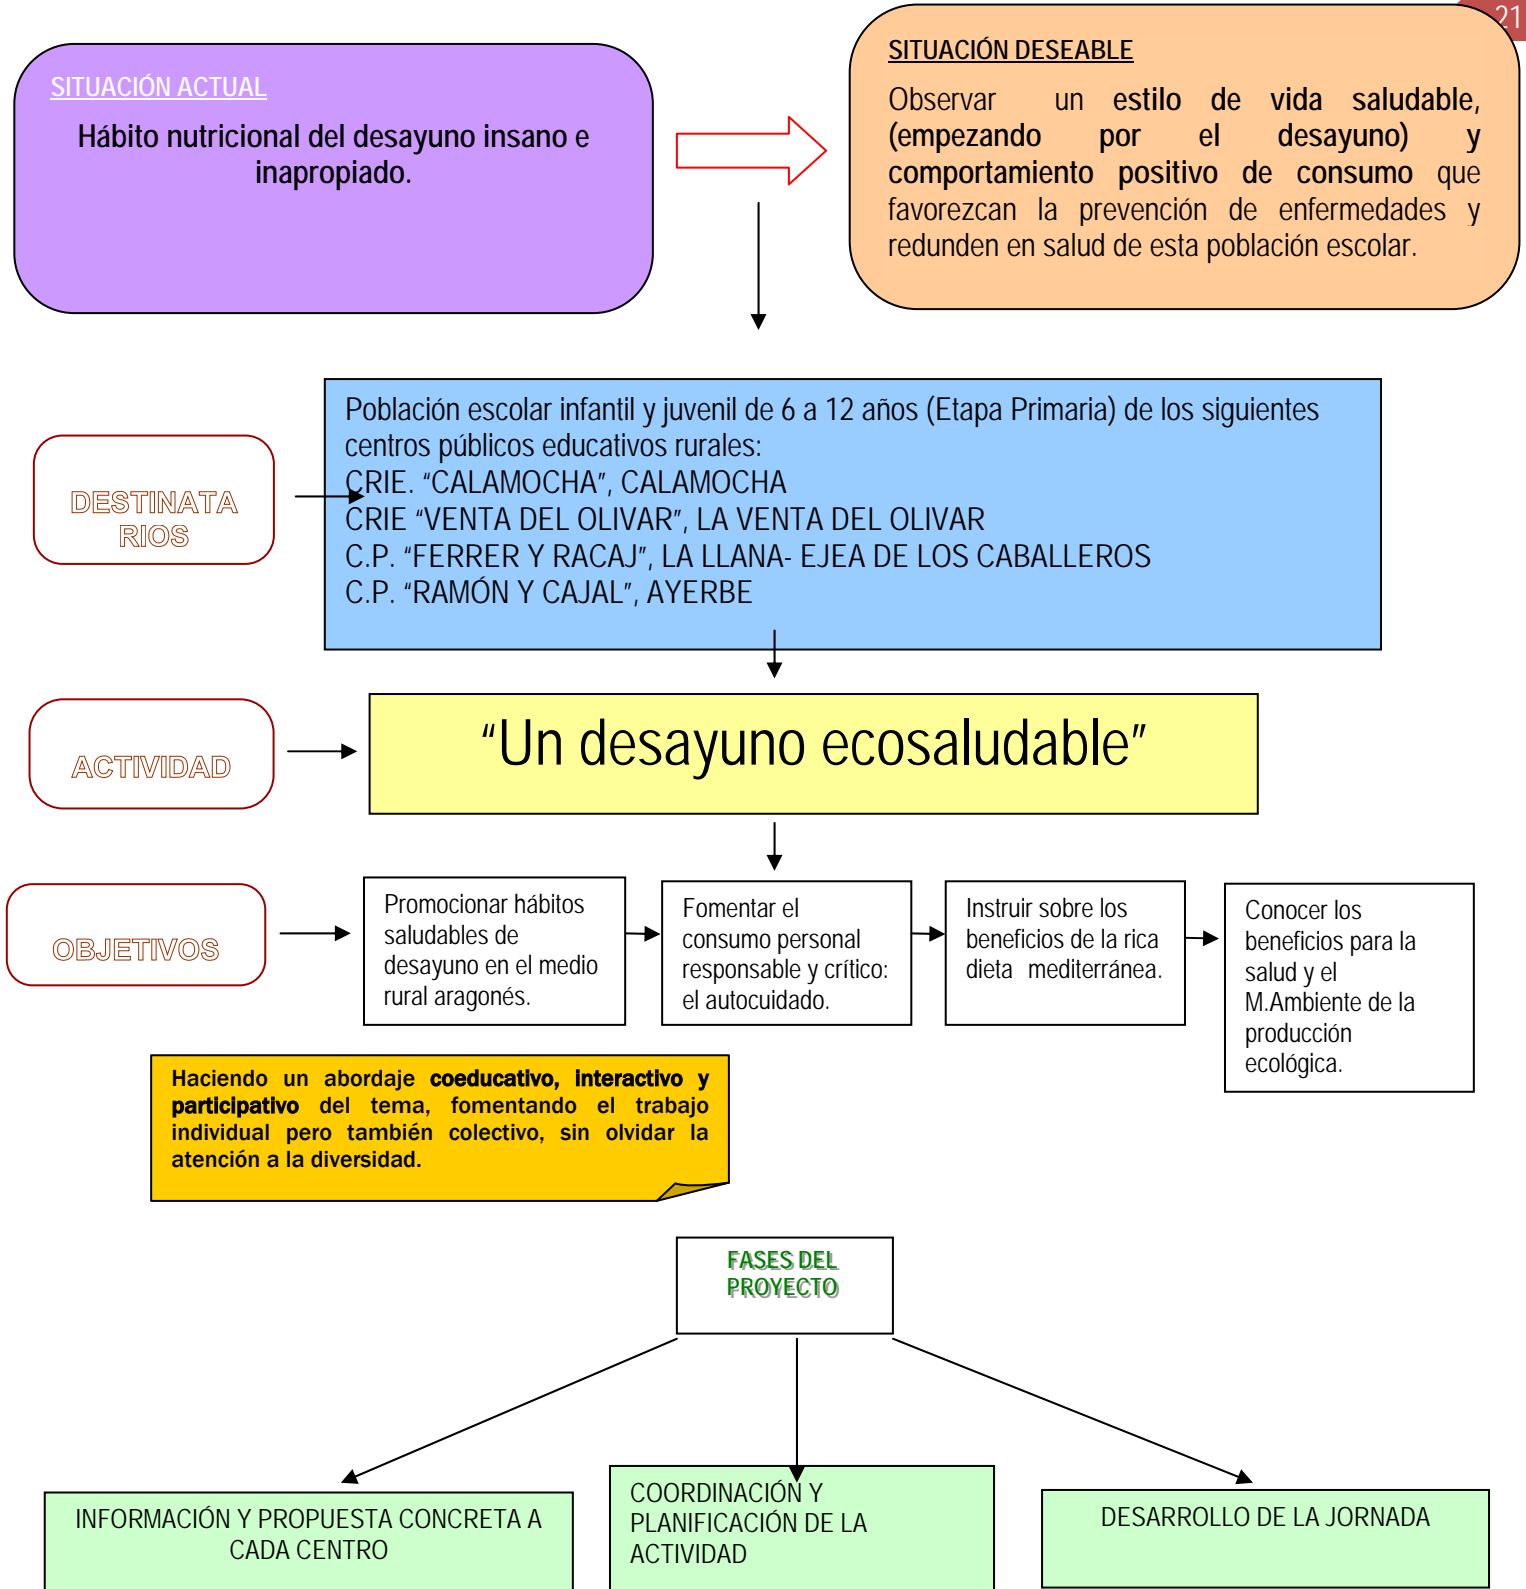 21
SITUACIÓN ACTUAL
Hábito nutricional del desayuno insano e
inapropiado.
SITUACIÓN DESEABLE
Observar un estilo de vida saludable,
(empezando por el desayuno) y
comportamiento positivo de consumo que
favorezcan la prevención de enfermedades y
redunden en salud de esta población escolar.
DESTINATA
RIOS
Población escolar infantil y juvenil de 6 a 12 años (Etapa Primaria) de los siguientes
centros públicos educativos rurales:
CRIE. “CALAMOCHA”, CALAMOCHA
CRIE “VENTA DEL OLIVAR”, LA VENTA DEL OLIVAR
C.P. “FERRER Y RACAJ”, LA LLANA- EJEA DE LOS CABALLEROS
C.P. “RAMÓN Y CAJAL”, AYERBE
ACTIVIDAD
“Un desayuno ecosaludable”
OBJETIVOS
Promocionar hábitos
saludables de
desayuno en el medio
rural aragonés.
Fomentar el
consumo personal
responsable y crítico:
el autocuidado.
Instruir sobre los
beneficios de la rica
dieta mediterránea.
Conocer los
beneficios para la
salud y el
M.Ambiente de la
producción
ecológica.
Haciendo un abordaje coeducativo, interactivo y
participativo del tema, fomentando el trabajo
individual pero también colectivo, sin olvidar la
atención a la diversidad.
FASES DEL
PROYECTO
INFORMACIÓN Y PROPUESTA CONCRETA A
CADA CENTRO
COORDINACIÓN Y
PLANIFICACIÓN DE LA
ACTIVIDAD
DESARROLLO DE LA JORNADA